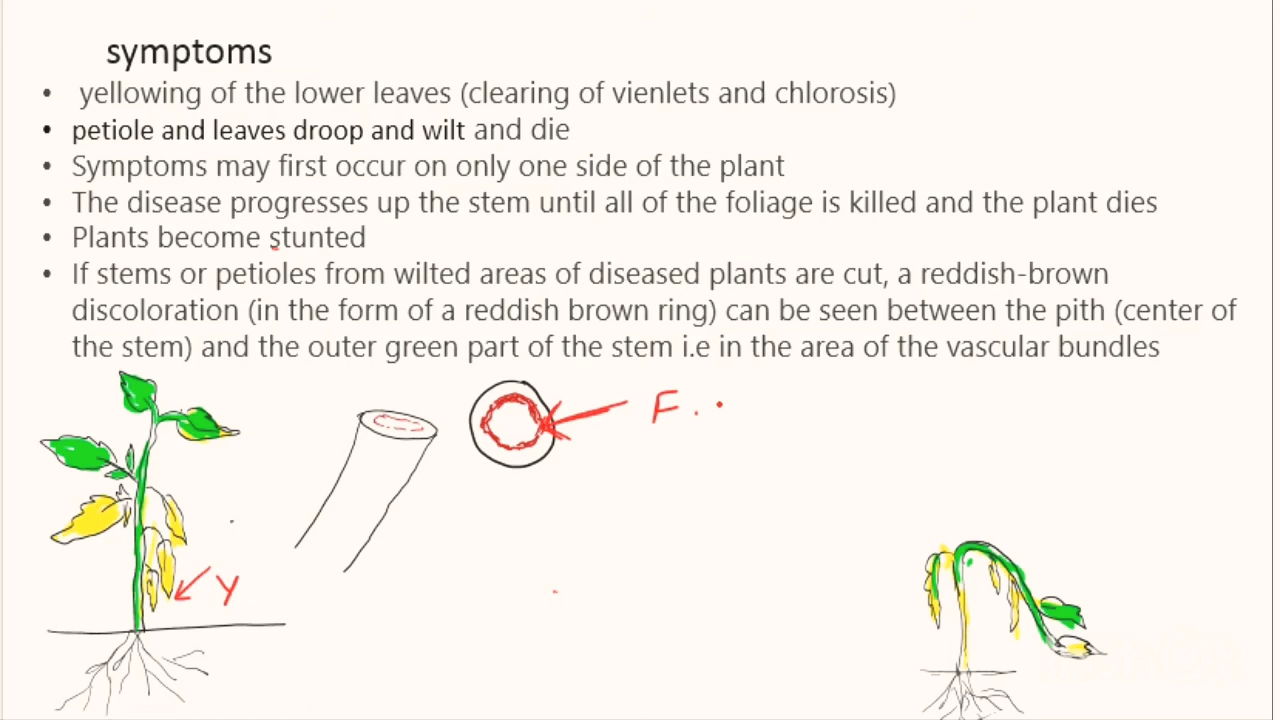 symptoms
• yellowing of the lower leaves (clearing of vienlets and chlorosis)
• petiole and leaves droop and wilt and die
• Symptoms may first occur on only one side of the plant
• The disease progresses up the stem until all of the foliage is killed and the plant dies
• Plants become stunted
• If stems or petioles from wilted areas of diseased plants are cut, a reddish-brown
discoloration (in the form of a reddish brown ring) can be seen between the pith (center of
the stem) and the outer green part of the stem i.e in the area of the vascular bundles
F.
Y